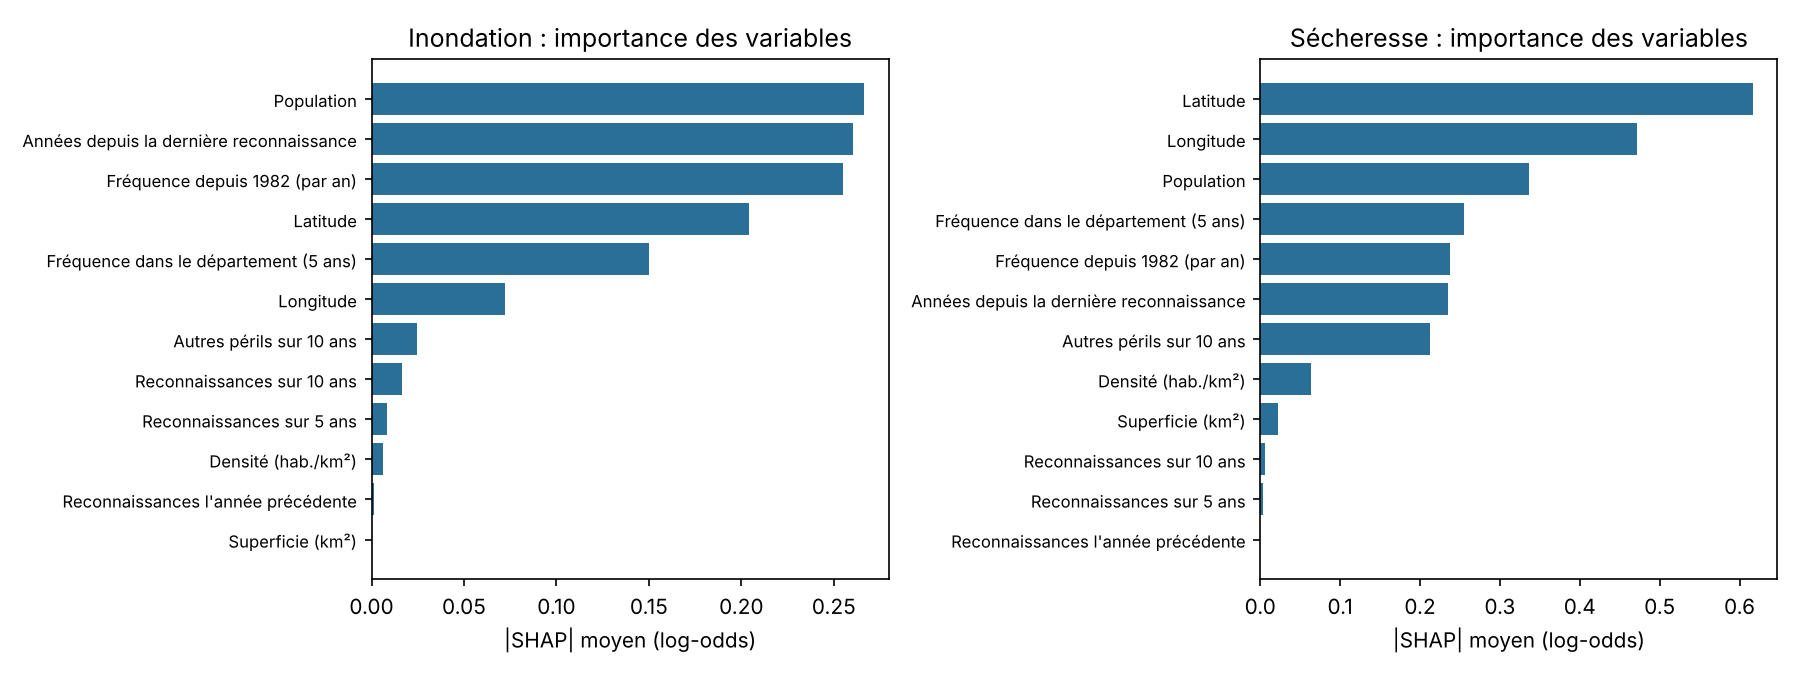 Inondation : importance des variables
Population
Années depuis la dernière reconnaissance
Fréquence depuis 1982 (par an)
Latitude
Fréquence dans le département (5 ans)
Longitude
Autres périls sur 10 ans
Reconnaissances sur 10 ans
Reconnaissances sur 5 ans
Densité (hab./km²)
Reconnaissances l'année précédente
Superficie (km²)
0.00 0.05 0.10 0.15 0.20 0.25
|SHAP| moyen (log-odds)
Sécheresse : importance des variables
Latitude
Longitude
Population
Fréquence dans le département (5 ans)
Fréquence depuis 1982 (par an)
Années depuis la dernière reconnaissance
Autres périls sur 10 ans
Densité (hab./km²)
Superficie (km²)
Reconnaissances sur 10 ans
Reconnaissances sur 5 ans
Reconnaissances l'année précédente
0.0 0.1 0.2 0.3 0.4 0.5 0.6
|SHAP| moyen (log-odds)